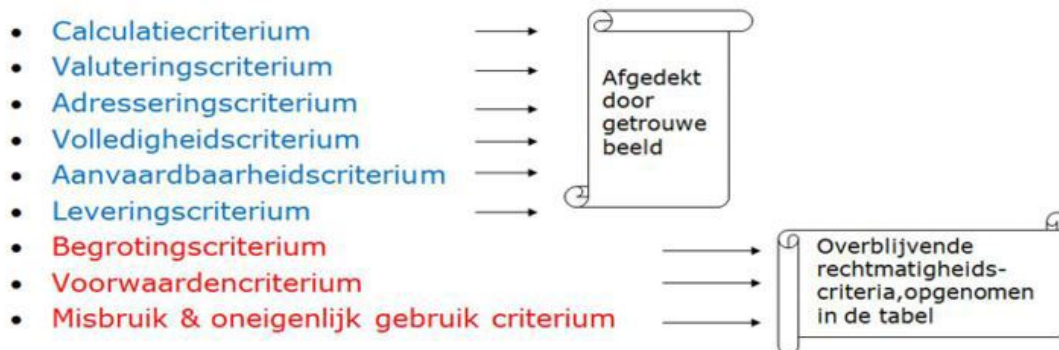 • Calculatiecriterium
• Valuteringscriterium
• Adresseringscriterium
• Volledigheidscriterium
• Aanvaardbaarheidscriterium
• Leveringscriterium
• Begrotingscriterium
• Voorwaardencriterium
• Misbruik & oneigenlijk gebruik criterium
Afgedekt
door
getrouwe
beeld
Overblijvende
rechtmatigheids-
criteria,opgenomen
in de tabel